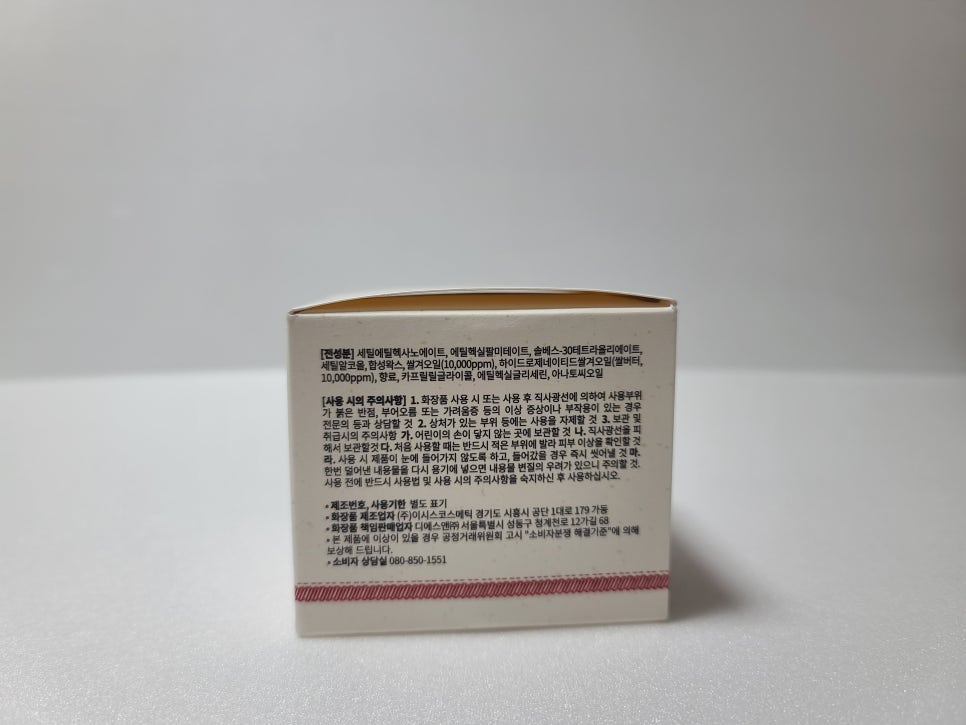 [전성분] 세틸에틸헥사노에이트, 에틸헥실팔미테이트, 솔베스-30테트라올리에이트,
세틸알코올, 합성왁스, 쌀겨오일(10,000ppm), 하이드로제네이티드쌀겨오일(쌀버터,
10,000ppm), 향료, 카프릴릴글라이콜, 에틸헥실글리세린, 아나토씨오일
[사용 시의 주의사항] 1. 화장품 사용 시 또는 사용 후 직사광선에 의하여 사용부위
가 붉은 반점, 부어오름 또는 가려움증 등의 이상 증상이나 부작용이 있는 경우
전문의 등과 상담할 것 2. 상처가 있는 부위 등에는 사용을 자제할 것 3. 보관 및
취급시의 주의사항 가. 어린이의 손이 닿지 않는 곳에 보관할 것 나. 직사광선을 피
해서 보관할것 다. 처음 사용할 때는 반드시 적은 부위에 발라 피부 이상을 확인할 것
라. 사용 시 제품이 눈에 들어가지 않도록 하고, 들어갔을 경우 즉시 씻어낼 것 마.
한번 덜어낸 내용물을 다시 용기에 넣으면 내용물 변질의 우려가 있으니 주의할 것.
사용 전에 반드시 사용법 및 사용 시의 주의사항을 숙지하신 후 사용하십시오.
• 제조번호, 사용기한 별도 표기
• 화장품 제조업자 (주)이시스코스메틱 경기도 시흥시 공단 1대로 179 가동
• 화장품 책임판매업자 디에스앤㈜ 서울특별시 성동구 청계천로 12가길 68
• 본 제품에 이상이 있을 경우 공정거래위원회 고시 "소비자분쟁 해결기준"에 의해
보상해 드립니다.
• 소비자 상담실 080-850-1551